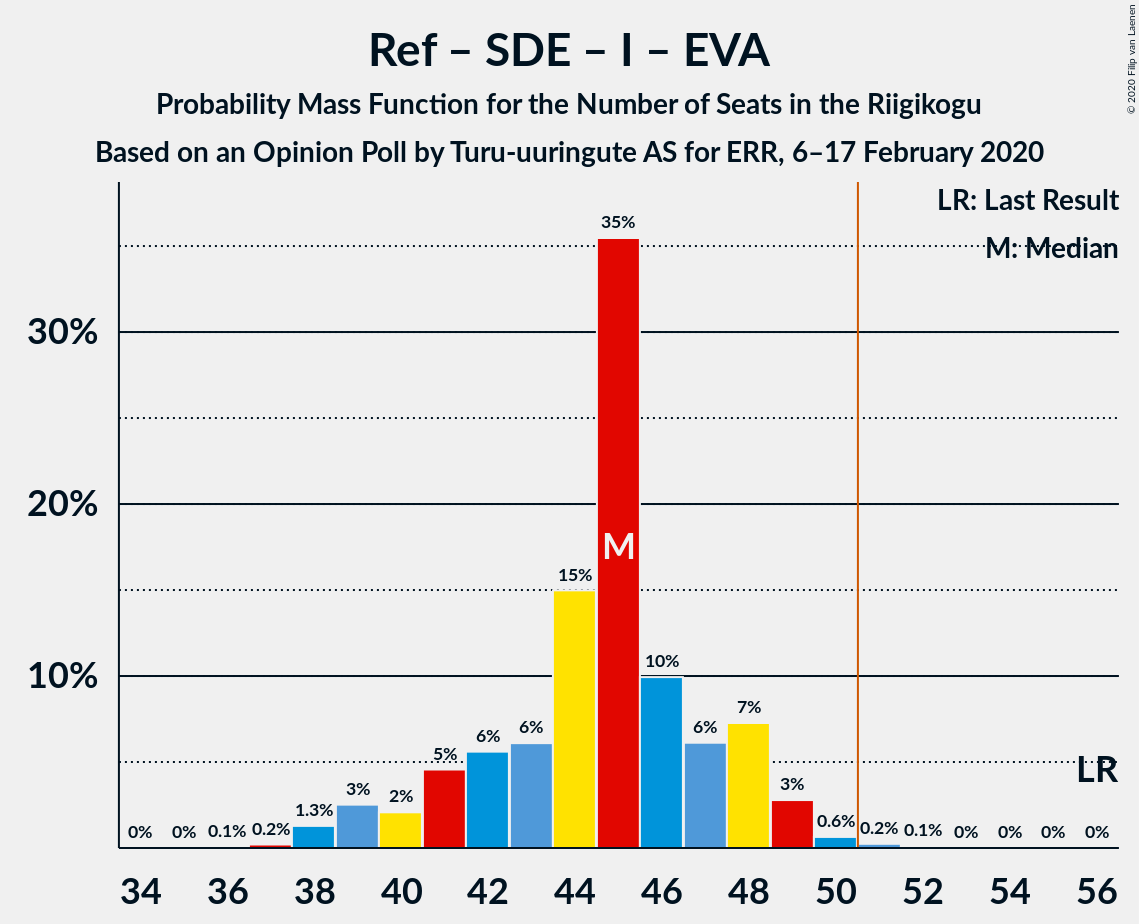 Ref – SDE – I – EVA
Probability Mass Function for the Number of Seats in the Riigikogu
Based on an Opinion Poll by Turu-uuringute AS for ERR, 6–17 February 2020
© 2020 Filip van Laenen
LR: Last Result
M: Median
30%
20%
10%
0% 0% 0.1% 0.2% 1.3% 3% 2% 5% 6% 6% 15% 35% 10% 6% 7% 3% 0.6% 0.2% 0.1% 0% 0% 0% 0%
M
LR
34 36 38 40 42 44 46 48 50 52 54 56